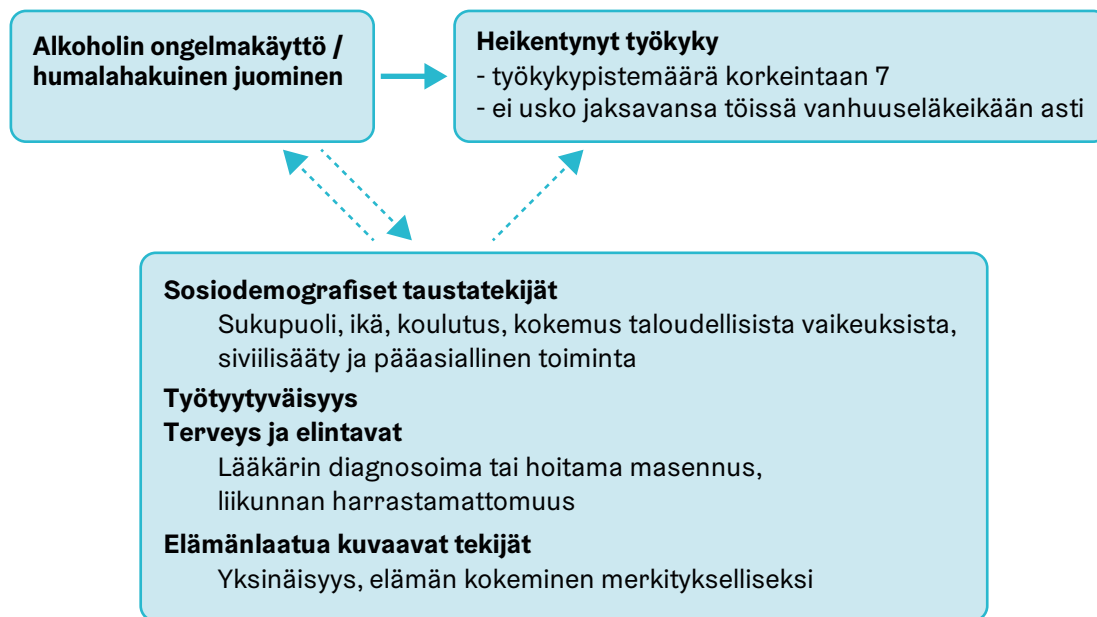 Alkoholin ongelmakäyttö /
humalahakuinen juominen
Heikentynyt työkyky
- työkykypistemäärä korkeintaan 7
- ei usko jaksavansa töissä vanhuuseläkeikään asti
Sosiodemografiset taustatekijät
Sukupuoli, ikä, koulutus, kokemus taloudellisista vaikeuksista,
siviilisääty ja pääasiallinen toiminta
Työtyytyväisyys
Terveys ja elintavat
Lääkärin diagnosoima tai hoitama masennus,
liikunnan harrastamattomuus
Elämänlaatua kuvaavat tekijät
Yksinäisyys, elämän kokeminen merkitykselliseksi